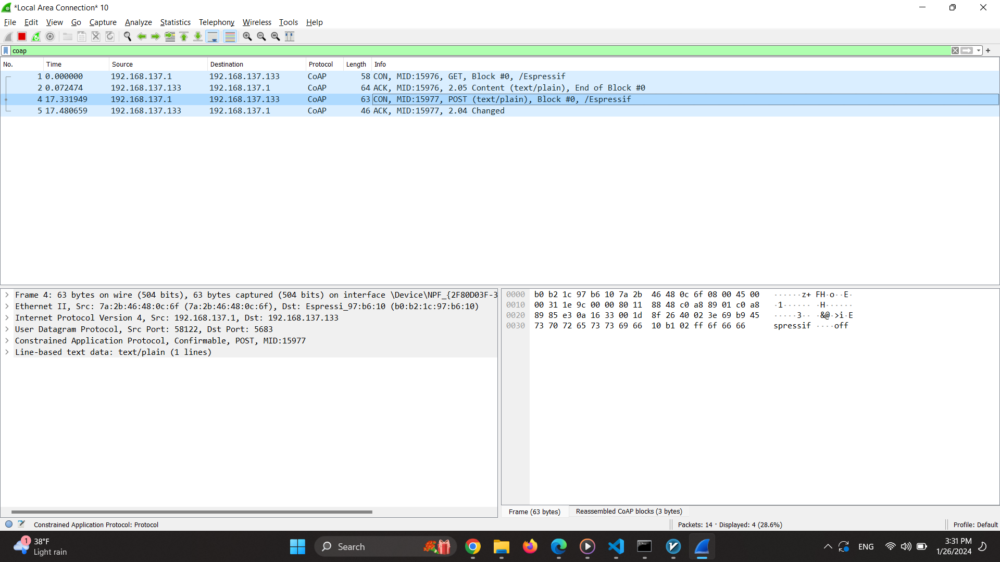 *Local Area Connection* 10
File Edit View Go Capture Analyze Statistics Telephony Wireless Tools Help
coap
No. Time Source Destination Protocol Length Info
1 0.000000 192.168.137.1 192.168.137.133 CoAP 58 CON, MID:15976, GET, Block #0, /Espressif
2 0.072474 192.168.137.133 192.168.137.1 CoAP 64 ACK, MID:15976, 2.05 Content (text/plain), End of Block #0
4 17.331949 192.168.137.1 192.168.137.133 CoAP 63 CON, MID:15977, POST (text/plain), Block #0, /Espressif
5 17.480659 192.168.137.133 192.168.137.1 CoAP 46 ACK, MID:15977, 2.04 Changed
Frame 4: 63 bytes on wire (504 bits), 63 bytes captured (504 bits) on interface \Device\NPF_{2F80D03F-3
Ethernet II, Src: 7a:2b:46:48:0c:6f (7a:2b:46:48:0c:6f), Dst: Espressi_97:b6:10 (b0:b2:1c:97:b6:10)
Internet Protocol Version 4, Src: 192.168.137.1, Dst: 192.168.137.133
User Datagram Protocol, Src Port: 58122, Dst Port: 5683
Constrained Application Protocol, Confirmable, POST, MID:15977
Line-based text data: text/plain (1 lines)
0000 b0 b2 1c 97 b6 10 7a 2b 46 48 0c 6f 08 00 45 00 ······z+ FH·o··E·
0010 00 31 1e 9c 00 00 80 11 88 48 c0 a8 89 01 c0 a8 ·1······ ·H······
0020 89 85 e3 0a 16 33 00 1d 8f 26 40 02 3e 69 b9 45 ·····3·· ·&@·>i·E
0030 73 70 72 65 73 73 69 66 10 b1 02 ff 6f 66 66 spressif ····off
Frame (63 bytes) Reassembled CoAP blocks (3 bytes)
Constrained Application Protocol: Protocol
Packets: 14 · Displayed: 4 (28.6%)
Profile: Default
1
38°F
Light rain
Search
ENG
3:31 PM
1/26/2024